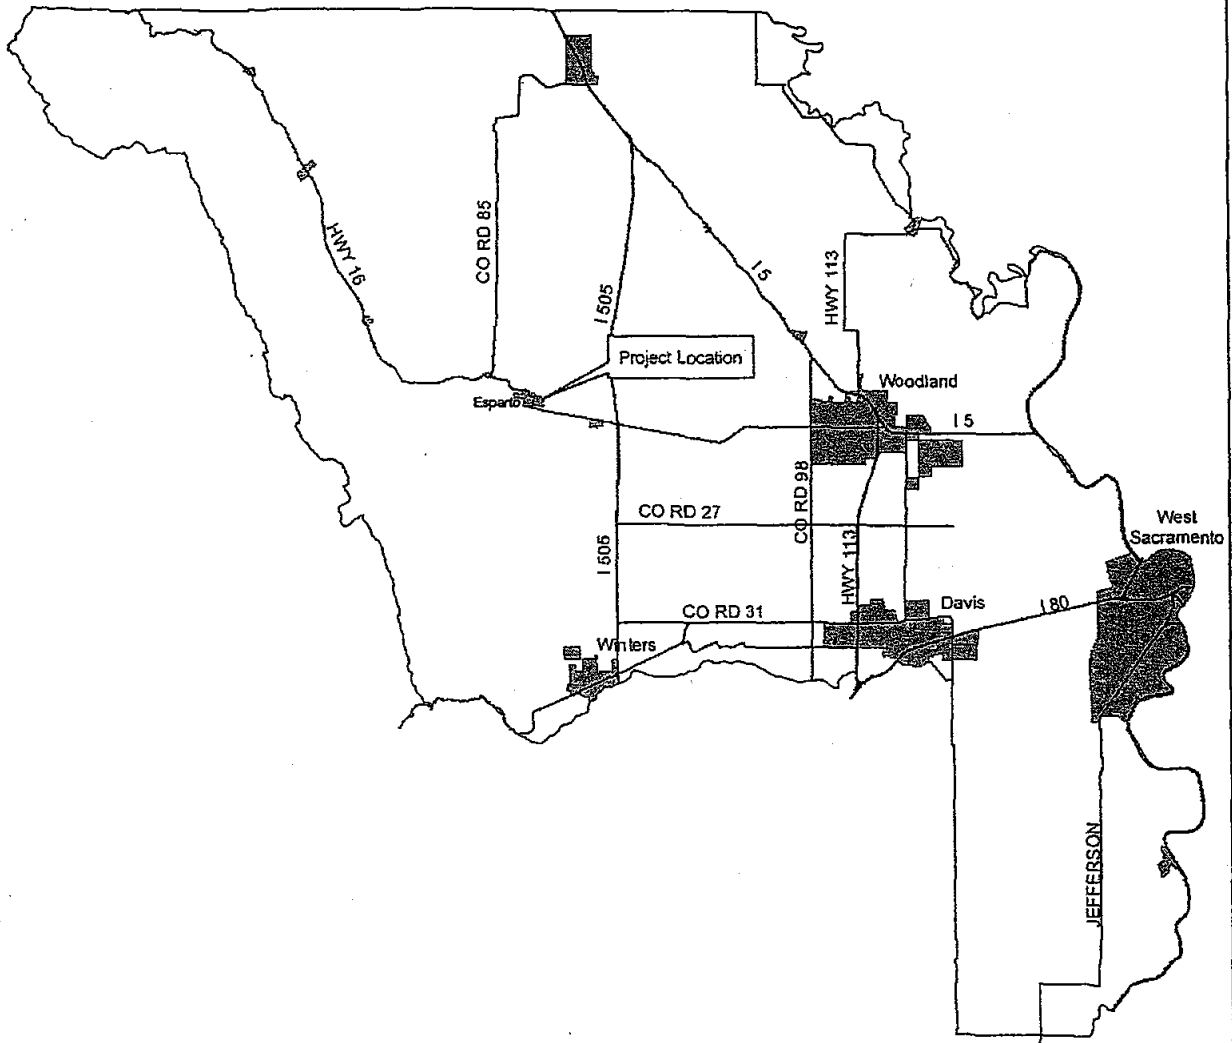 HWY 16
CO RD 85
I 505
I 5
HWY 113
Project Location
Esparto
Woodland
I 5
CO RD 98
CO RD 27
I 505
HWY 113
West
Sacramento
CO RD 31
Davis
I 80
Winters
JEFFERSON